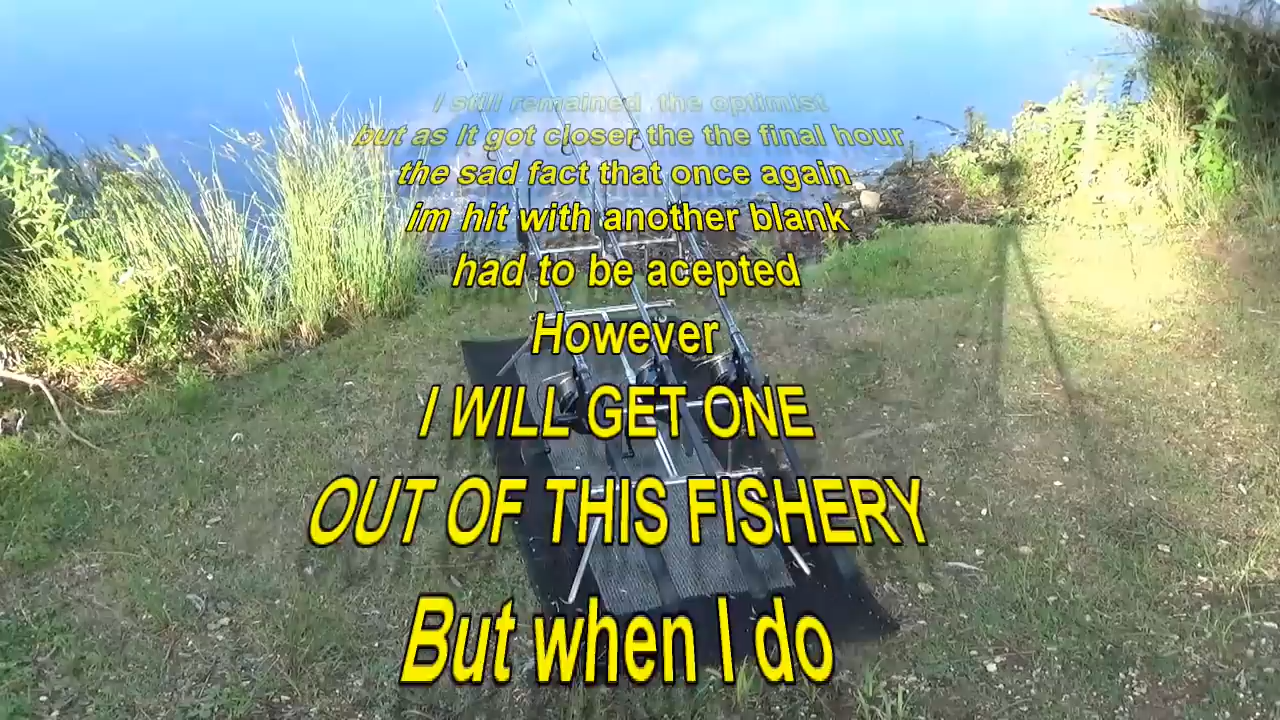 I still remained the optimist
but as it got closer the the final hour
the sad fact that once again
im hit with another blank
had to be acepted
However
I WILL GET ONE
OUT OF THIS FISHERY
But when I do